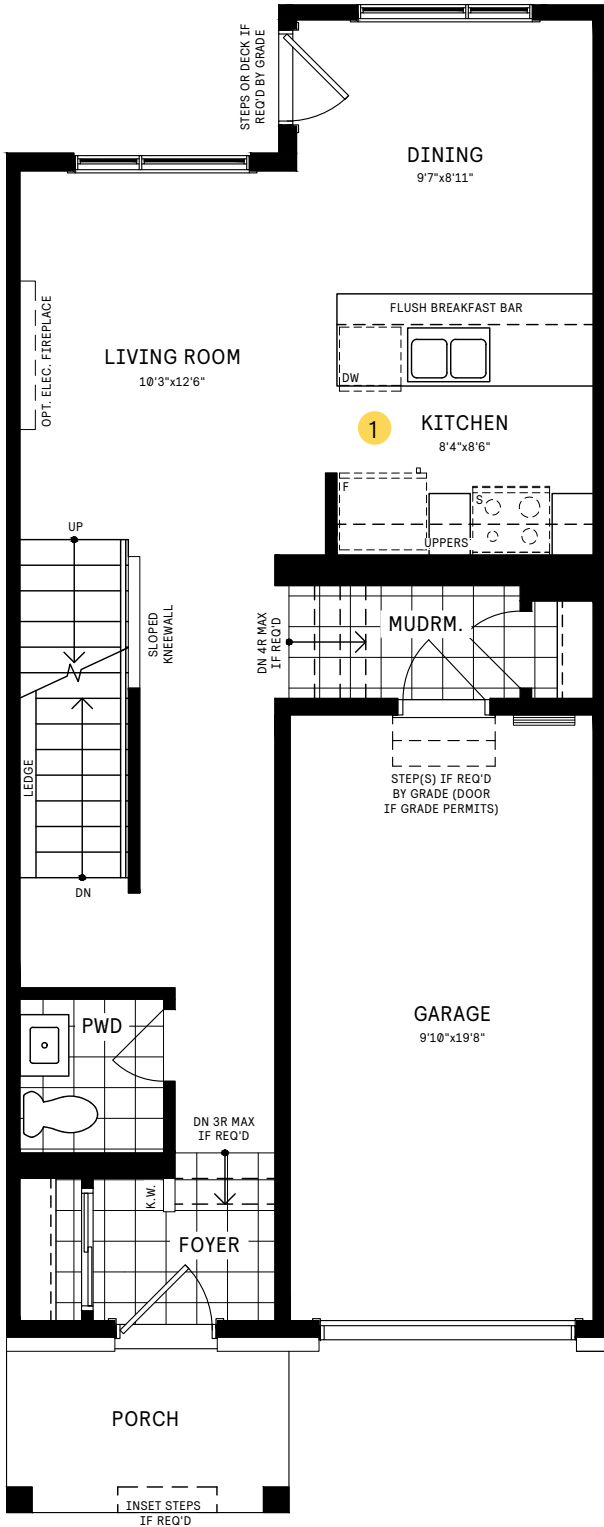 STEPS OR DECK IF
REQ'D BY GRADE
DINING
9'7"x8'11"
FLUSH BREAKFAST BAR
OPT. ELEC. FIREPLACE
LIVING ROOM
10'3"x12'6"
DW
1
KITCHEN
8'4"x8'6"
F
S
UPPERS
UP
SLOPED
KNEEWALL
DN 4R MAX
IF REQ'D
MUDRM.
LEDGE
STEP(S) IF REQ'D
BY GRADE (DOOR
IF GRADE PERMITS)
DN
PWD
GARAGE
9'10"x19'8"
DN 3R MAX
IF REQ'D
K.W.
FOYER
PORCH
INSET STEPS
IF REQ'D